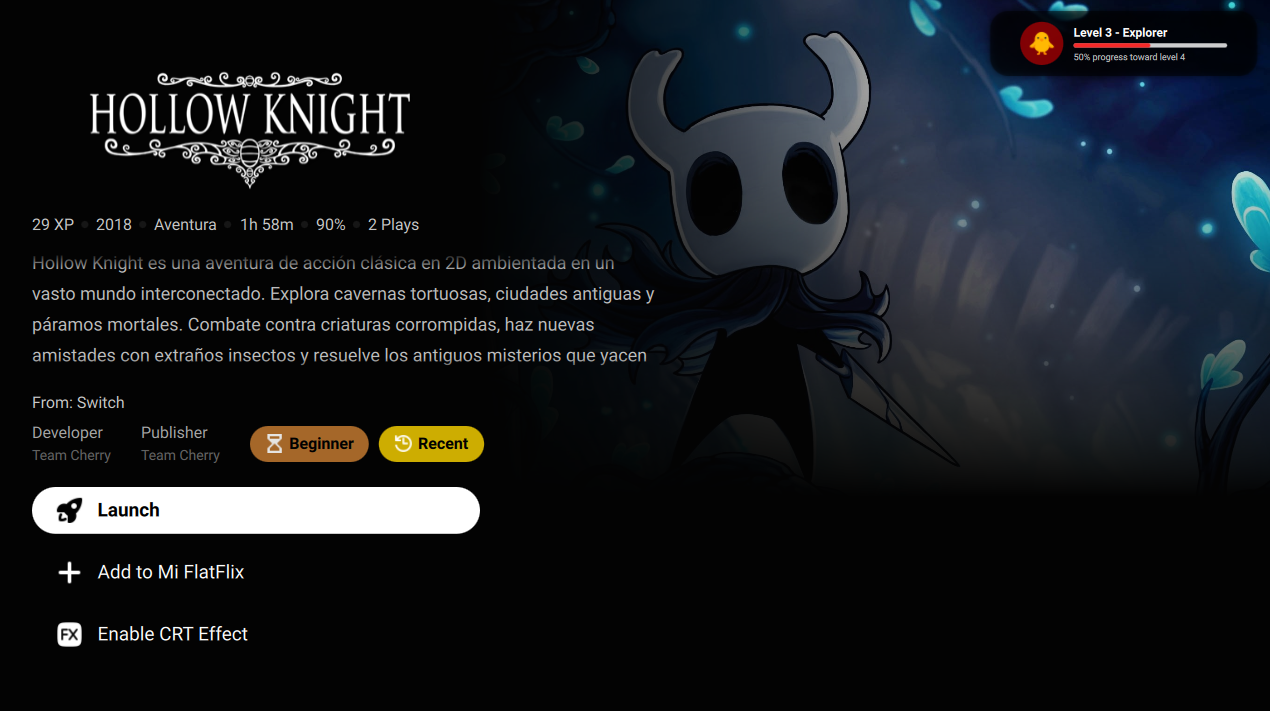 Level 3 - Explorer
50% progress toward level 4
HOLLOW KNIGHT
29 XP 2018 Aventura 1h 58m 90% 2 Plays
Hollow Knight es una aventura de acción clásica en 2D ambientada en un
vasto mundo interconectado. Explora cavernas tortuosas, ciudades antiguas y
páramos mortales. Combate contra criaturas corrompidas, haz nuevas
amistades con extraños insectos y resuelve los antiguos misterios que yacen
From: Switch
Developer Publisher
Team Cherry Team Cherry
Beginner Recent
Launch
Add to Mi FlatFlix
FX Enable CRT Effect